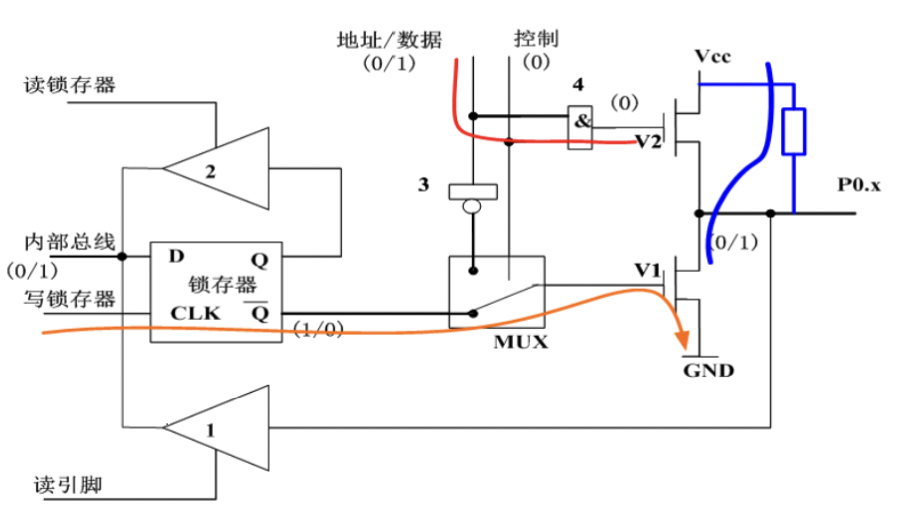 地址/数据
(0/1)
控制
(0)
Vcc
读锁存器
4
(0)
&
V2
2
3
P0.x
内部总线
(0/1)
D
Q
锁存器
写锁存器
CLK
Q̅
(1/0)
V1
(0/1)
MUX
GND
1
读引脚